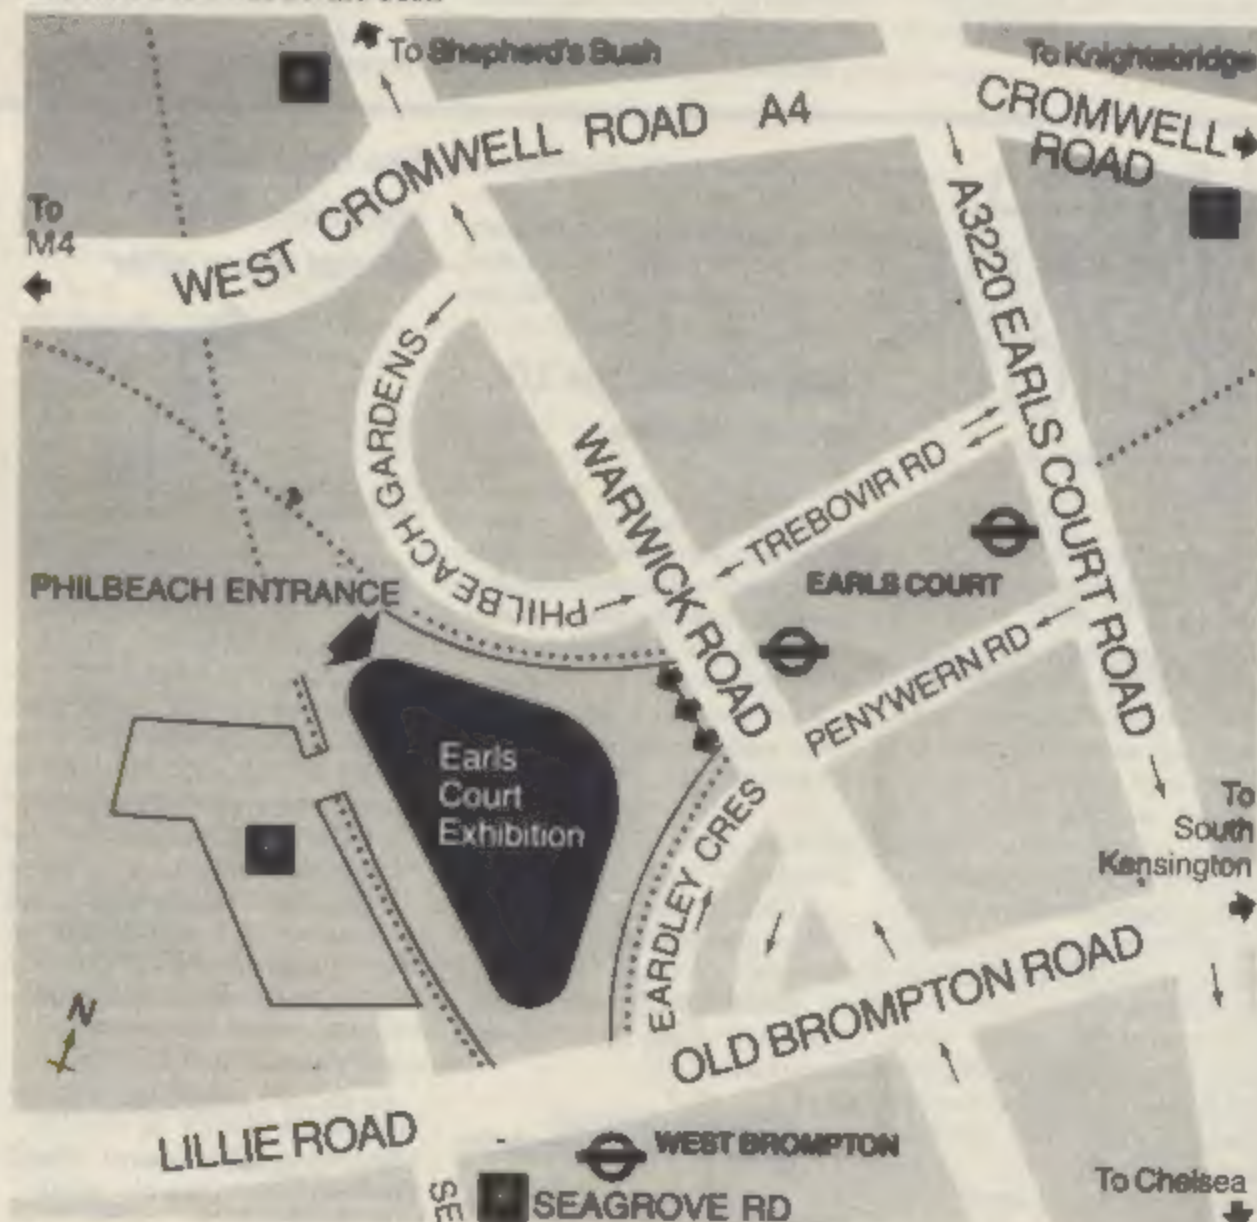 To Shepherd's Bush
To Knightsbridge
WEST CROMWELL ROAD A4
CROMWELL
ROAD
To
M4
A3220 EARLS COURT ROAD
PHILBEACH GARDENS
WARWICK ROAD
TREBOVIR RD
EARLS COURT
PHILBEACH ENTRANCE
PENYWERN RD
Earls
Court
Exhibition
EARDLEY CRES
To
South
Kensington
N
OLD BROMPTON ROAD
LILLIE ROAD
WEST BROMPTON
SE
SEAGROVE RD
To Chelsea